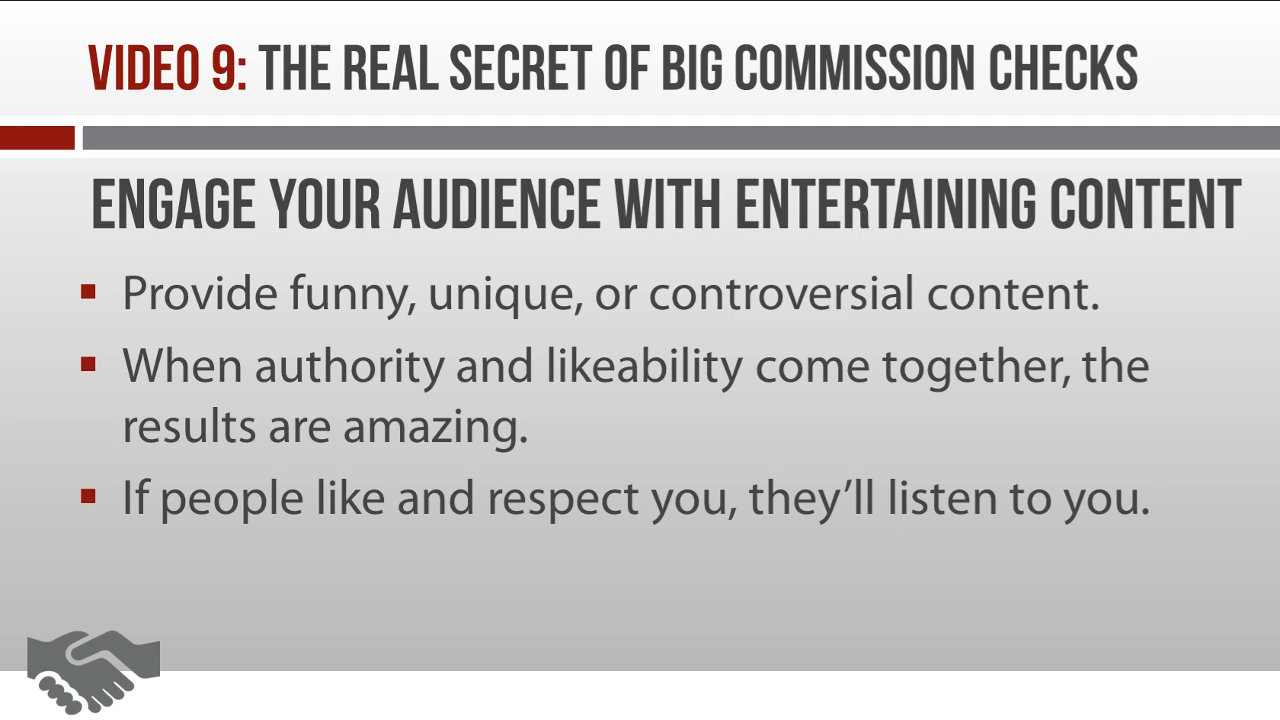 VIDEO 9: THE REAL SECRET OF BIG COMMISSION CHECKS
ENGAGE YOUR AUDIENCE WITH ENTERTAINING CONTENT
▪ Provide funny, unique, or controversial content.
▪ When authority and likeability come together, the
results are amazing.
▪ If people like and respect you, they’ll listen to you.